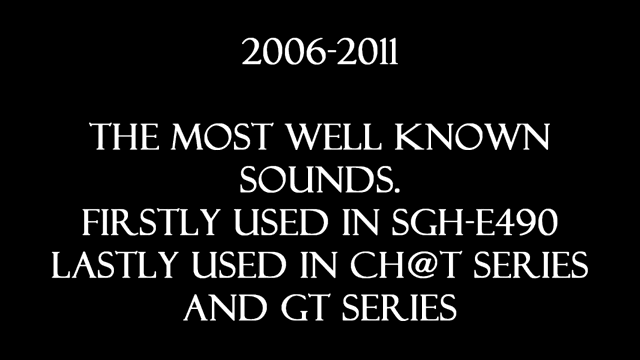 2006-2011
THE MOST WELL KNOWN
SOUNDS.
FIRSTLY USED IN SGH-E490
LASTLY USED IN CH@T SERIES
AND GT SERIES